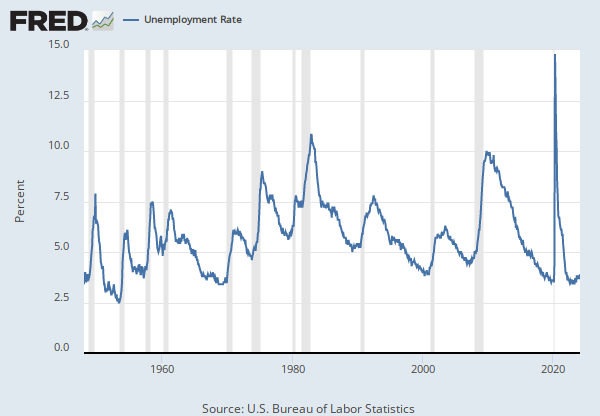 FRED
Unemployment Rate
15.0
12.5
10.0
7.5
5.0
2.5
0.0
Percent
1960 1980 2000 2020
Source: U.S. Bureau of Labor Statistics